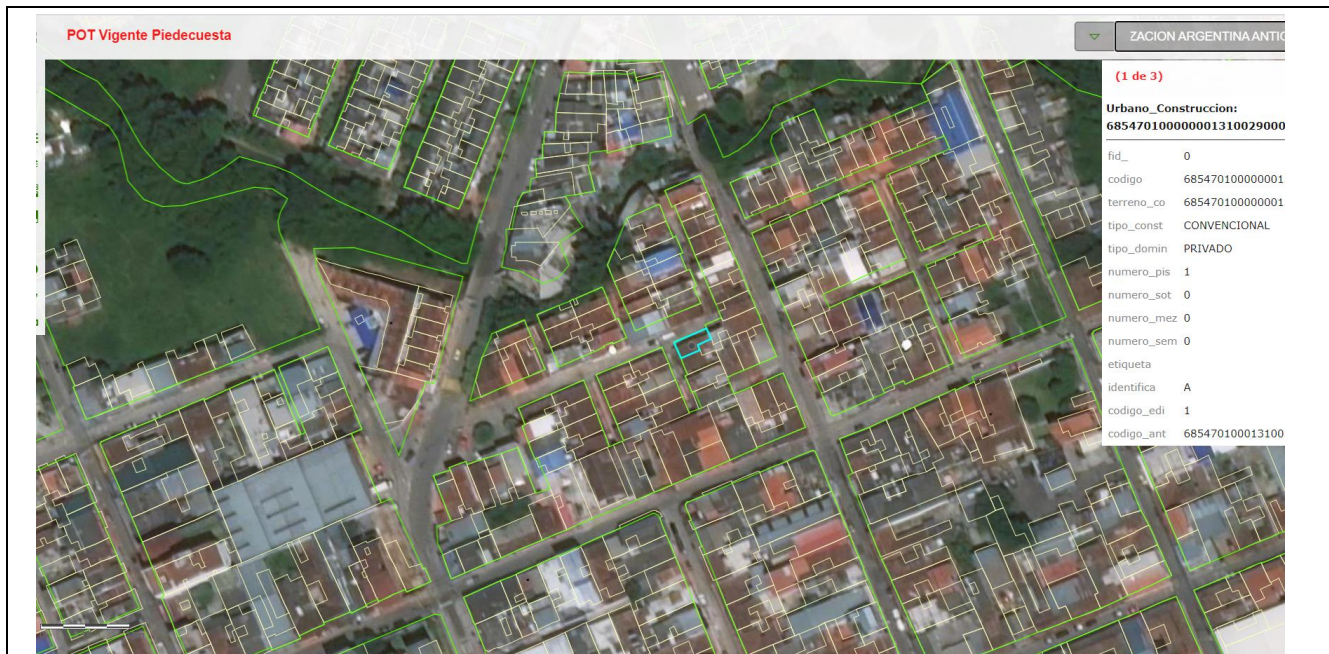 POT Vigente Piedecuesta
ZACION ARGENTINA ANTIC
(1 de 3)
Urbano_Construccion:
685470100000001310029000
fid_ 0
codigo 685470100000001
terreno_co 685470100000001
tipo_const CONVENCIONAL
tipo_domin PRIVADO
numero_pis 1
numero_sot 0
numero_mez 0
numero_sem 0
etiqueta
identifica A
codigo_edi 1
codigo_ant 685470100013100